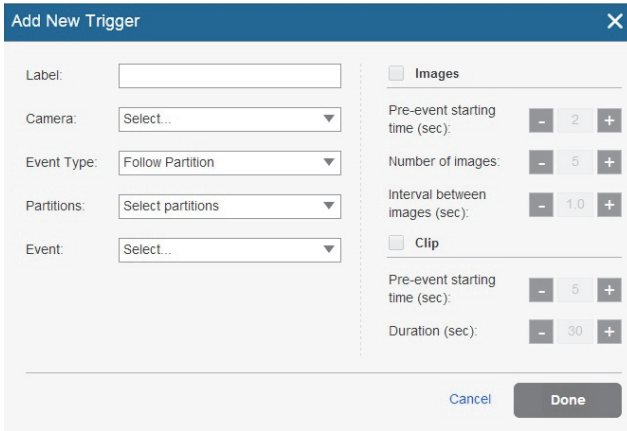 Add New Trigger
Label:
Camera: Select...
Event Type: Follow Partition
Partitions: Select partitions
Event: Select...
Images
Pre-event starting
time (sec): - 2 +
Number of images: - 5 +
Interval between
images (sec): - 1.0 +
Clip
Pre-event starting
time (sec): - 5 +
Duration (sec): - 30 +
Cancel Done